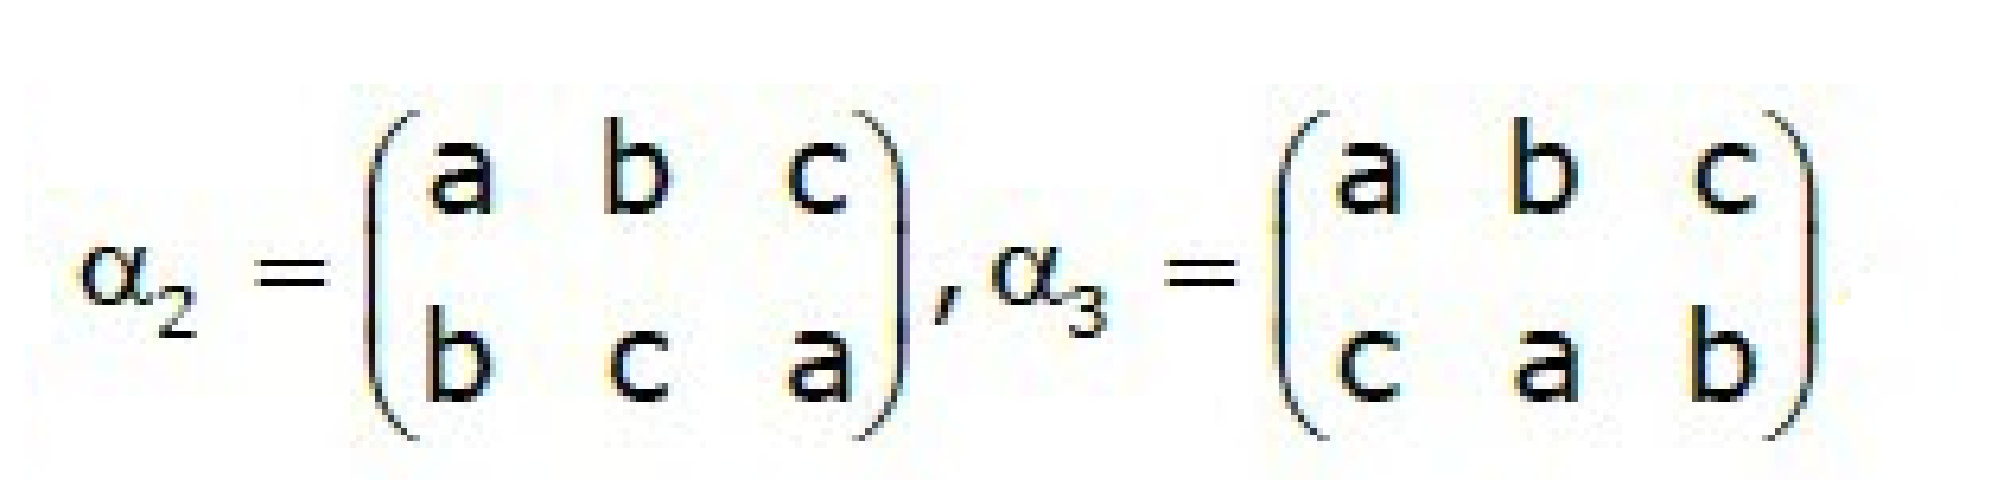 α₂ = (a b c
b c a), α₃ = (a b c
c a b)